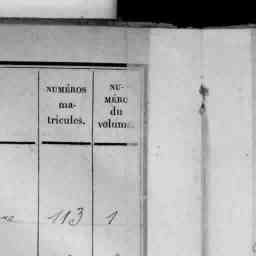 NUMÉROS
ma-
tricules.
NU-
MÉRO
du
volume.
113 1